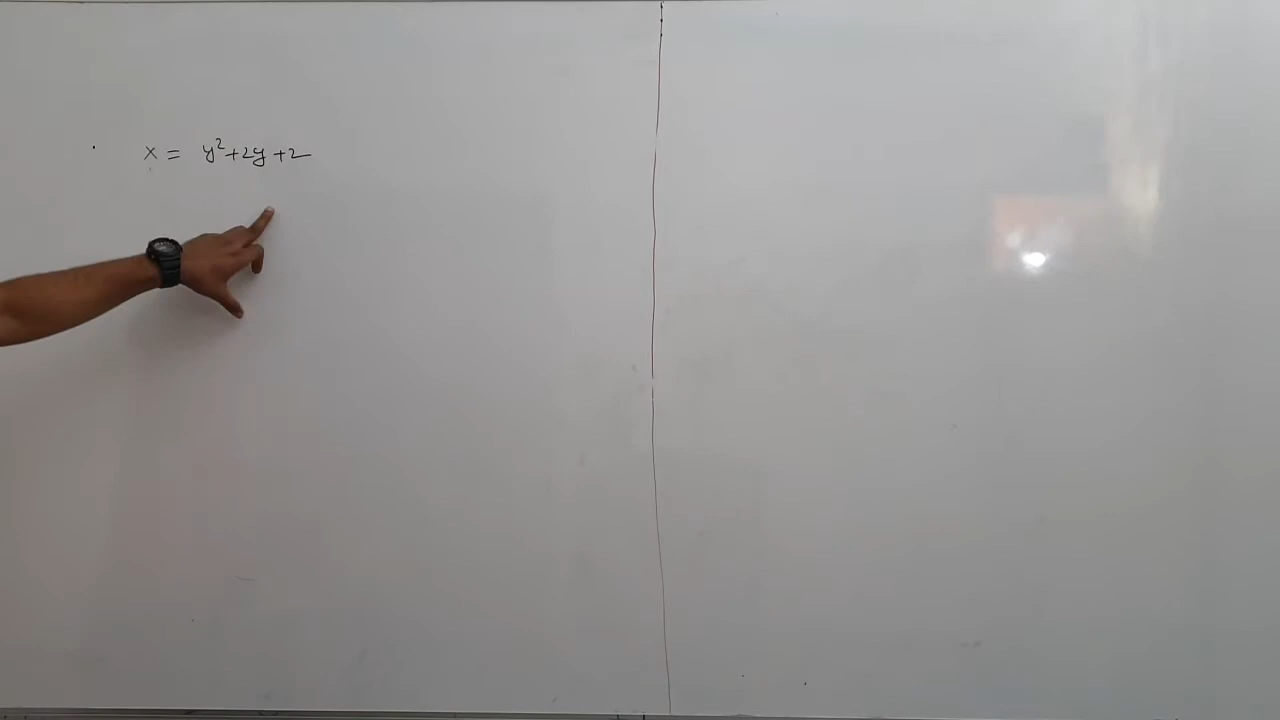 x = y²+2y+2